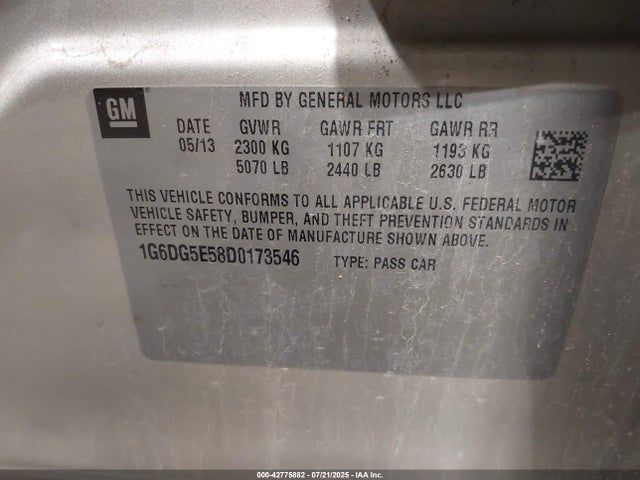 GM
MFD BY GENERAL MOTORS LLC
DATE GVWR GAWR FRT GAWR RR
05/13 2300 KG 1107 KG 1193 KG
5070 LB 2440 LB 2630 LB
THIS VEHICLE CONFORMS TO ALL APPLICABLE U.S. FEDERAL MOTOR
VEHICLE SAFETY, BUMPER, AND THEFT PREVENTION STANDARDS IN
EFFECT ON THE DATE OF MANUFACTURE SHOWN ABOVE.
1G6DG5E58D0173546 TYPE: PASS CAR
000-42775882 - 07/21/2025 - IAA Inc.